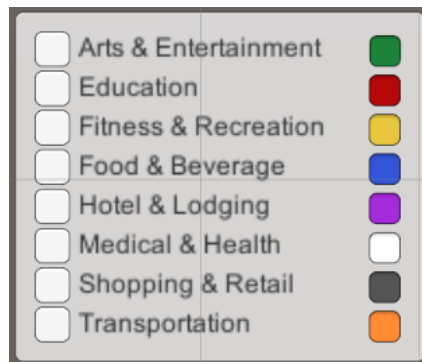 Arts & Entertainment
Education
Fitness & Recreation
Food & Beverage
Hotel & Lodging
Medical & Health
Shopping & Retail
Transportation